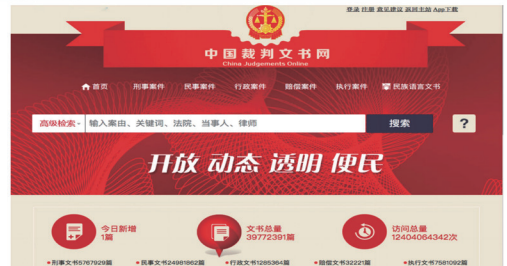 登录 注册 意见建议 返回主站 App下载
中国裁判文书网
China Judgements Online
首页 刑事案件 民事案件 行政案件 赔偿案件 执行案件 民族语言文书
高级检索 输入案由、关键词、法院、当事人、律师 搜索 ?
开放 动态 透明 便民
今日新增 文书总量 访问总量
1篇 39772391篇 12404064342次
•刑事文书5767929篇 •民事文书24981862篇 •行政文书1285364篇 •赔偿文书32221篇 •执行文书7581092篇